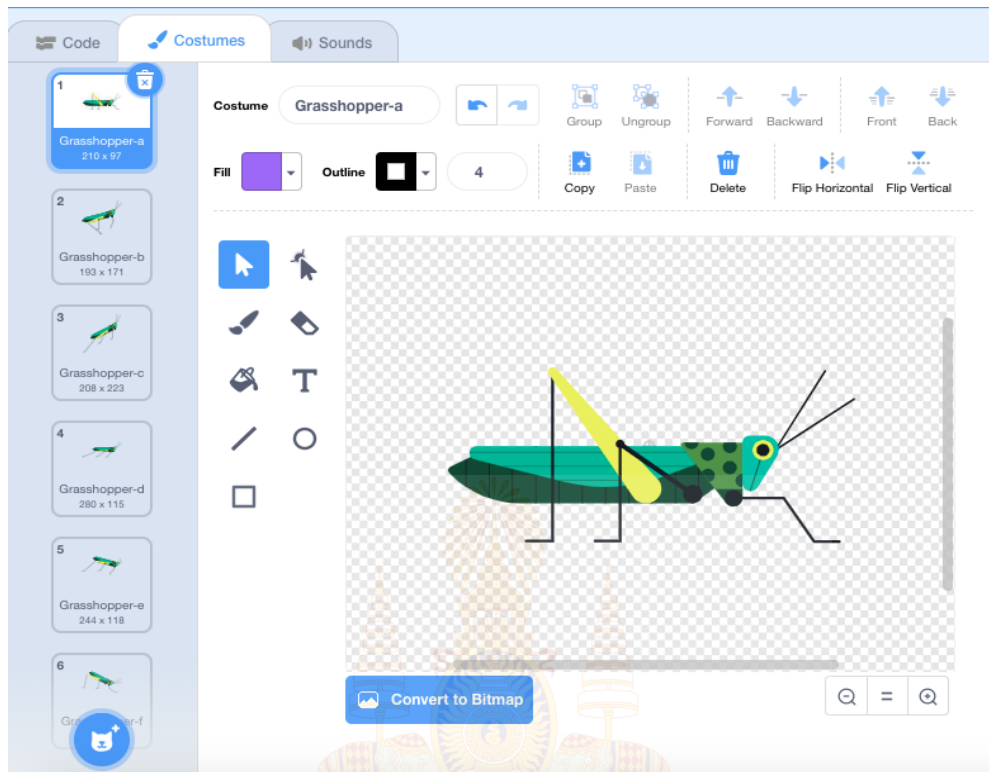 Code
Costumes
Sounds
1
Grasshopper-a
210 x 97
2
Grasshopper-b
193 x 171
3
Grasshopper-c
208 x 223
4
Grasshopper-d
280 x 115
5
Grasshopper-e
244 x 118
6
Costume
Grasshopper-a
Group
Ungroup
Forward
Backward
Front
Back
Fill
Outline
4
Copy
Paste
Delete
Flip Horizontal
Flip Vertical
T
Convert to Bitmap